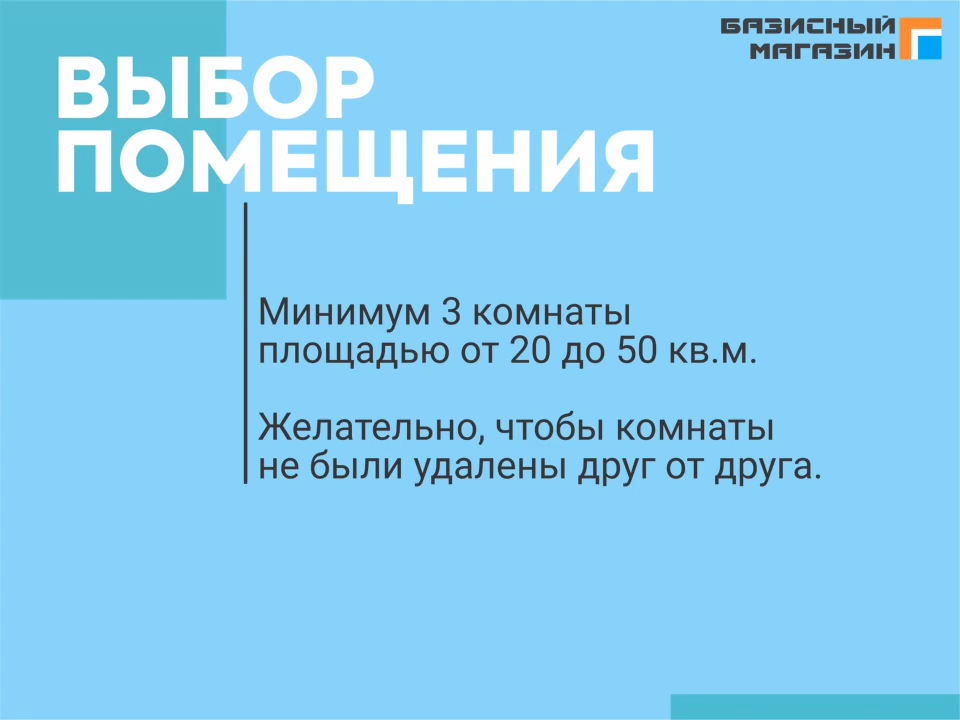 БАЗИСНЫЙ
МАГАЗИН
ВЫБОР
ПОМЕЩЕНИЯ
Минимум 3 комнаты
площадью от 20 до 50 кв.м.
Желательно, чтобы комнаты
не были удалены друг от друга.